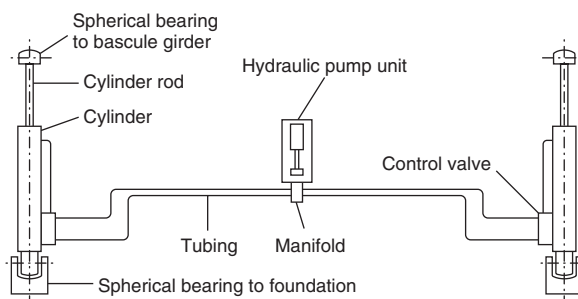 Spherical bearing
to bascule girder
Hydraulic pump unit
Cylinder rod
Cylinder
Control valve
Tubing
Manifold
Spherical bearing to foundation